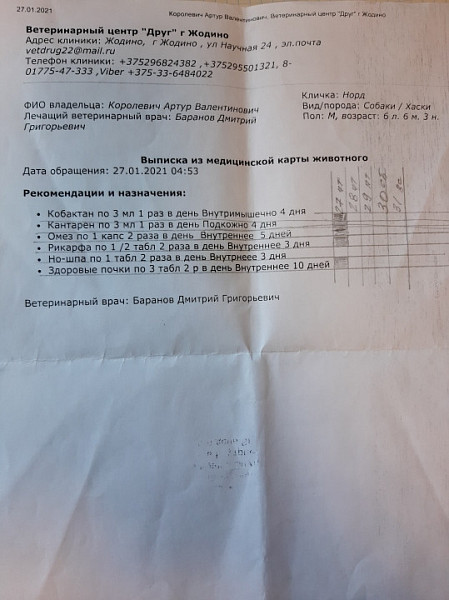 27.01.2021
Королевич Артур Валентинович, Ветеринарный центр "Друг" г Жодино
Ветеринарный центр "Друг" г Жодино
Адрес клиники: Жодино, г Жодино , ул Научная 24 , эл.почта
vetdrug22@mail.ru
Телефон клиники: +375296824382 ,+375295501321, 8-
01775-47-333 ,Viber +375-33-6484022
ФИО владельца: Королевич Артур Валентинович
Лечащий ветеринарный врач: Баранов Дмитрий
Григорьевич
Кличка: Норд
Вид/порода: Собаки / Хаски
Пол: М, возраст: 6 л. 6 м. 3 н.
Выписка из медицинской карты животного
Дата обращения: 27.01.2021 04:53
Рекомендации и назначения:
• Кобактан по 3 мл 1 раз в день Внутримышечно 4 дня
• Кантарен по 3 мл 1 раз в день Подкожно 4 дня
• Омез по 1 капс 2 раза в день Внутреннее 5 дней
• Рикарфа по 1 /2 табл 2 раза в день Внутреннее 3 дня
• Но-шпа по 1 табл 2 раза в день Внутрнеее 3 дня
• Здоровые почки по 3 табл 2 р в день Внутреннее 10 дней
27
28
29
30
31
Ветеринарный врач: Баранов Дмитрий Григорьевич